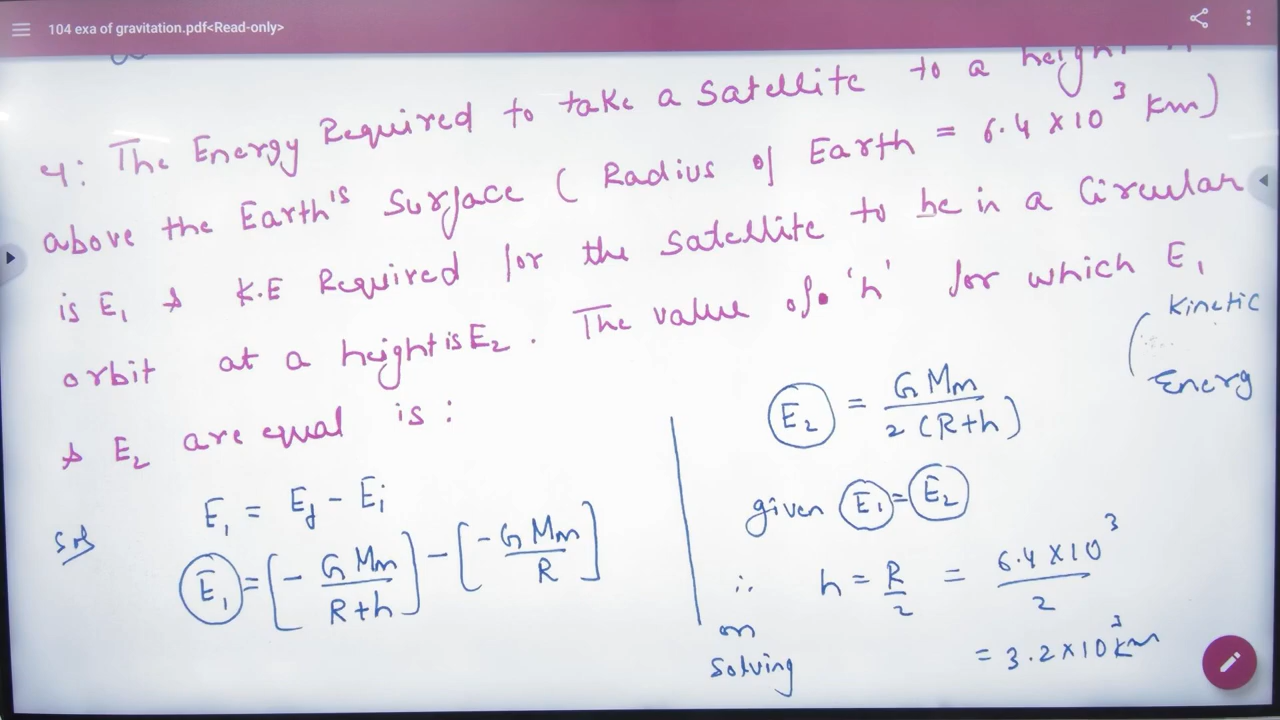 104 exa of gravitation.pdf<Read-only>
4: The Energy Required to take a Satellite to a height
above the Earth's Surface ( Radius of Earth = 6.4 × 10³ km)
is E₁ & K.E Required for the satellite to be in a Circular
orbit at a height is E₂. The value of 'h' for which E₁
& E₂ are equal is :
Kinetic
Energ
Sol
E₁ = E_f - E_i
E₁ = [- GMm / R+h] - [- GMm / R]
E₂ = GMm / 2(R+h)
given E₁ = E₂
∴ h = R/2 = 6.4 × 10³ / 2
on
Solving
= 3.2 × 10³ km